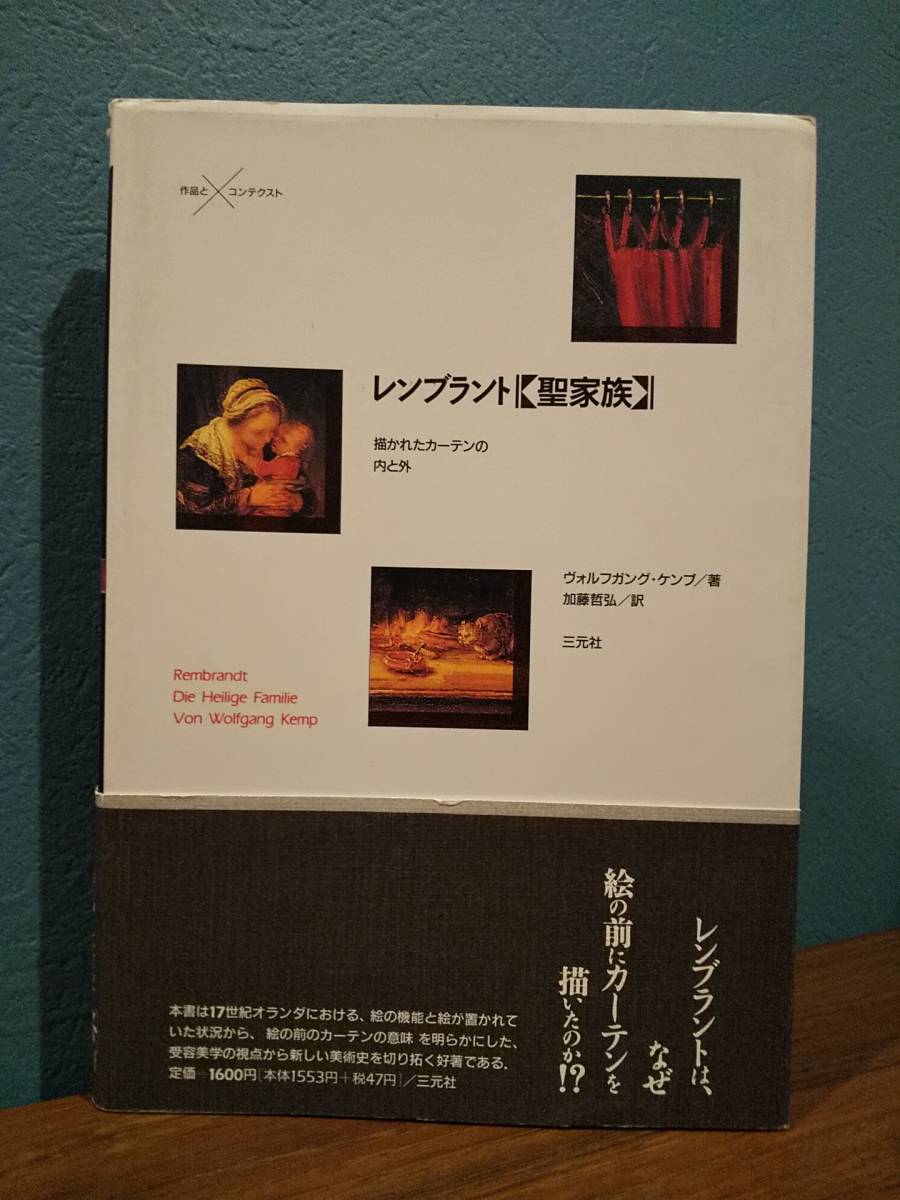 作品と コンテクスト
レンブラント【聖家族】
描かれたカーテンの
内と外
ヴォルフガング・ケンプ/著
加藤哲弘/訳
三元社
Rembrandt
Die Heilige Familie
Von Wolfgang Kemp
レンブラントは、
なぜ
絵の前にカーテンを
描いたのか!?
本書は17世紀オランダにおける、絵の機能と絵が置かれて
いた状況から、絵の前のカーテンの意味 を明らかにした、
受容美学の視点から新しい美術史を切り拓く好著である.
定価─1600円[本体1553円+税47円]/三元社